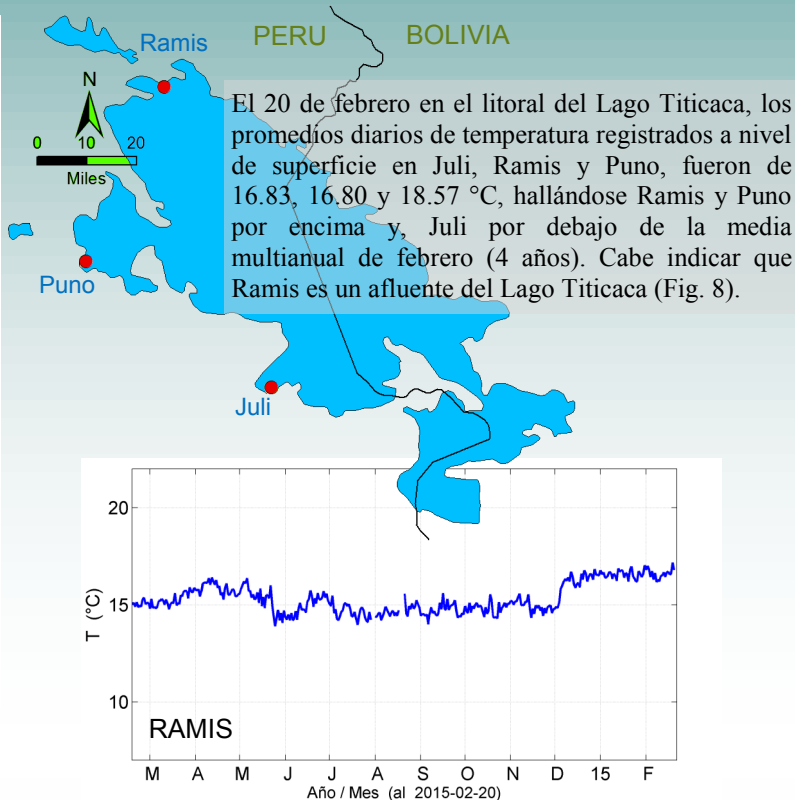 Ramis
PERU
BOLIVIA
N
0 10 20
Miles
El 20 de febrero en el litoral del Lago Titicaca, los
promedios diarios de temperatura registrados a nivel
de superficie en Juli, Ramis y Puno, fueron de
16.83, 16.80 y 18.57 °C, hallándose Ramis y Puno
por encima y, Juli por debajo de la media
multianual de febrero (4 años). Cabe indicar que
Ramis es un afluente del Lago Titicaca (Fig. 8).
Puno
Juli
20
15
10
T (°C)
RAMIS
M A M J J A S O N D 15 F
Año / Mes (al 2015-02-20)